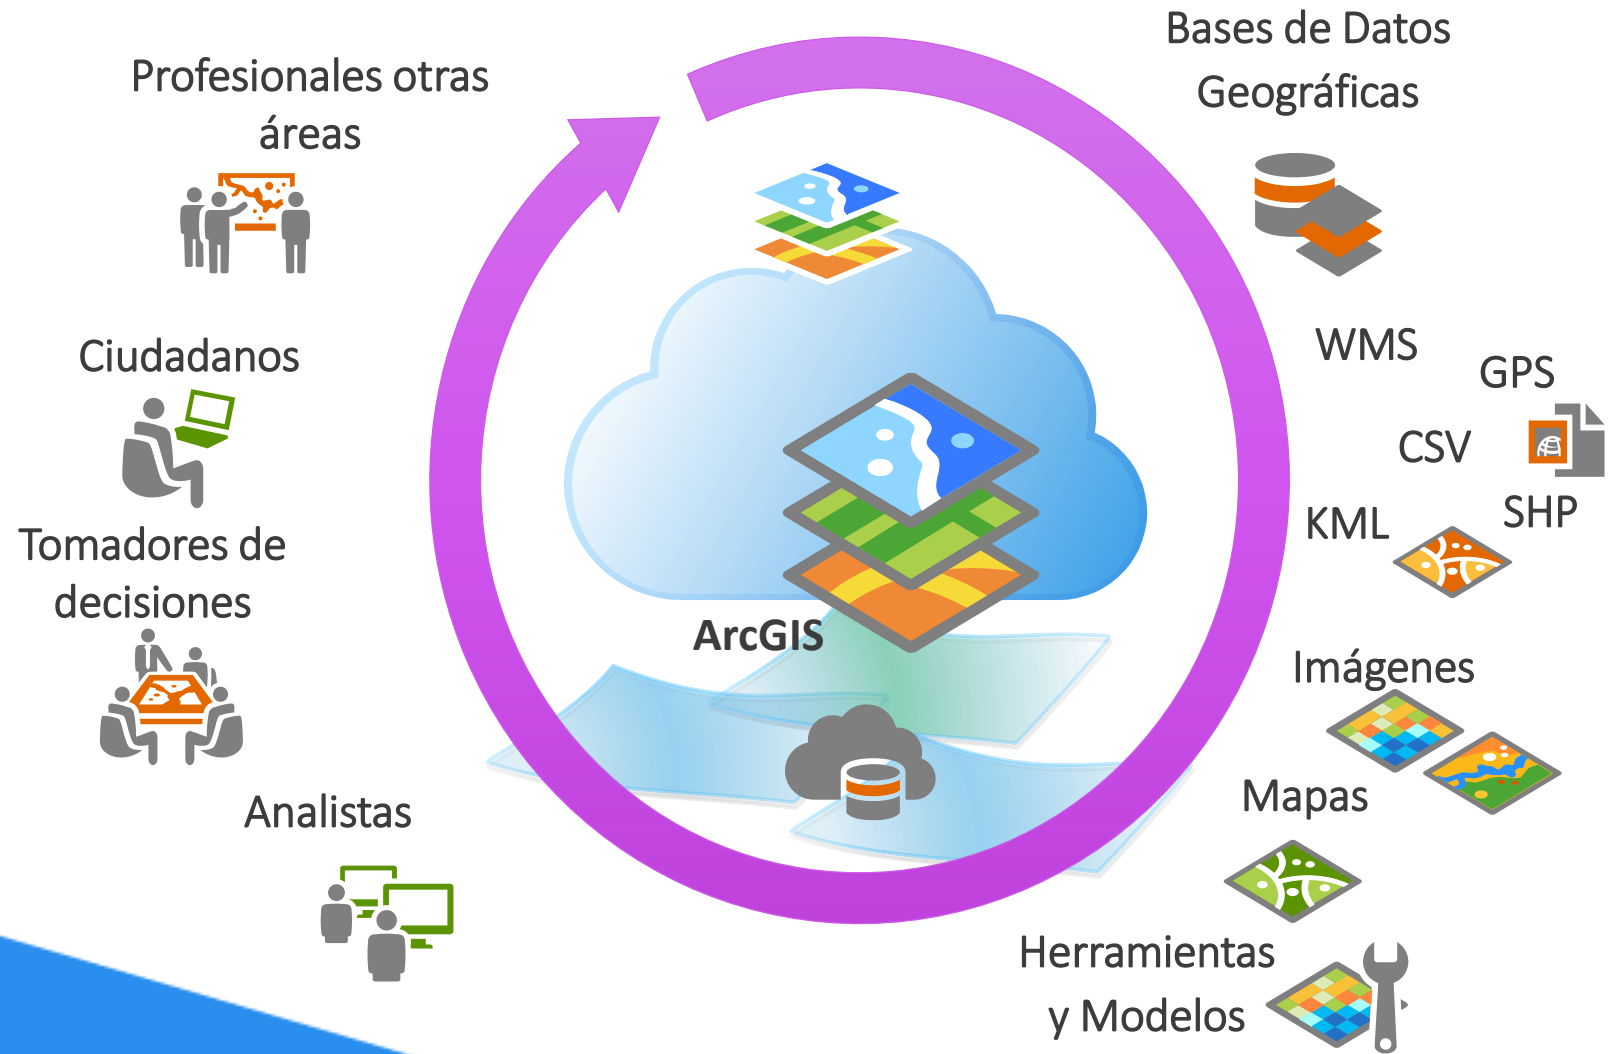 Profesionales otras
áreas
Ciudadanos
Tomadores de
decisiones
Analistas
ArcGIS
Bases de Datos
Geográficas
WMS
GPS
CSV
KML
SHP
Imágenes
Mapas
Herramientas
y Modelos